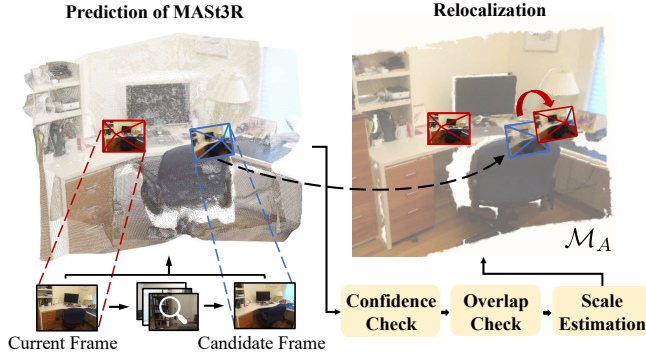 Prediction of MASt3R
Relocalization
M_A
Current Frame
Candidate Frame
Confidence
Check
Overlap
Check
Scale
Estimation